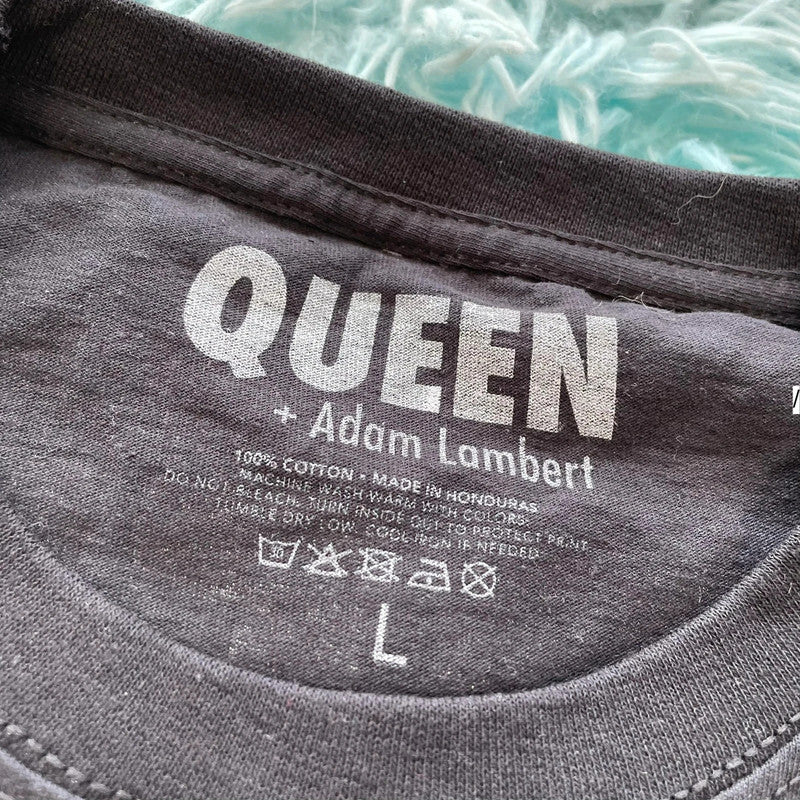 QUEEN
+ Adam Lambert
100% COTTON • MADE IN HONDURAS
MACHINE WASH WARM WITH COLORS.
DO NOT BLEACH. TURN INSIDE OUT TO PROTECT PRINT.
TUMBLE DRY LOW. COOL IRON IF NEEDED.
30
L